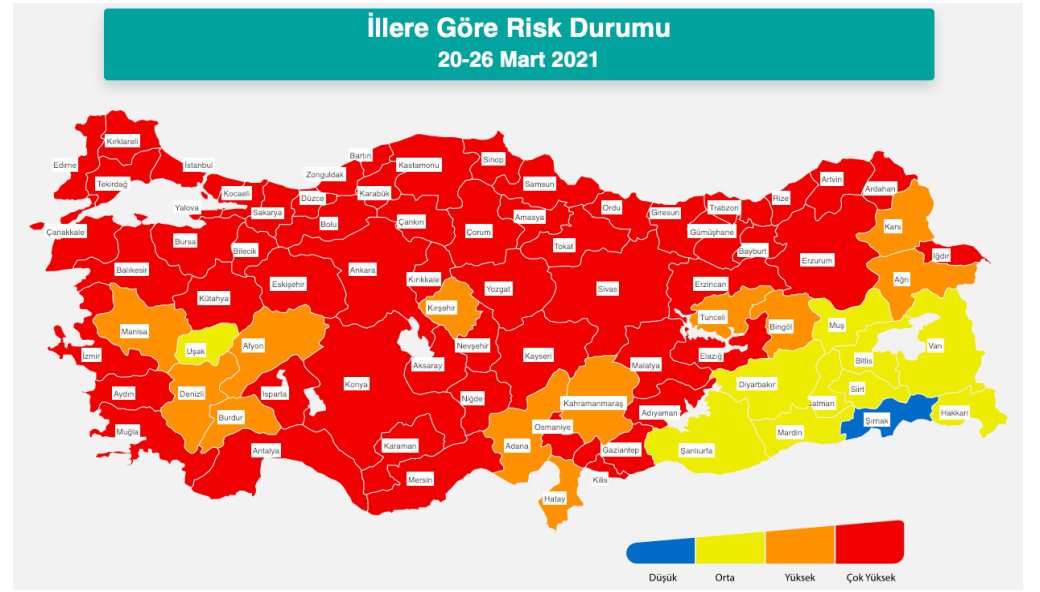 İllere Göre Risk Durumu
20-26 Mart 2021
Kırklareli
Edirne
İstanbul
Tekirdağ
Kocaeli
Yalova
Sakarya
Düzce
Zonguldak
Bartın
Karabük
Kastamonu
Sinop
Samsun
Ordu
Giresun
Trabzon
Rize
Artvin
Ardahan
Çanakkale
Bursa
Bilecik
Bolu
Çankırı
Çorum
Amasya
Tokat
Gümüşhane
Bayburt
Kars
Iğdır
Balıkesir
Kütahya
Eskişehir
Ankara
Kırıkkale
Kırşehir
Yozgat
Sivas
Erzincan
Erzurum
Ağrı
Manisa
Uşak
Afyon
Tunceli
Bingöl
Muş
Van
İzmir
Nevşehir
Aksaray
Kayseri
Malatya
Elazığ
Bitlis
Aydın
Denizli
Isparta
Konya
Niğde
Kahramanmaraş
Adıyaman
Diyarbakır
Siirt
Batman
Şırnak
Hakkari
Muğla
Burdur
Antalya
Karaman
Mersin
Adana
Osmaniye
Gaziantep
Şanlıurfa
Mardin
Kilis
Hatay
Düşük Orta Yüksek Çok Yüksek